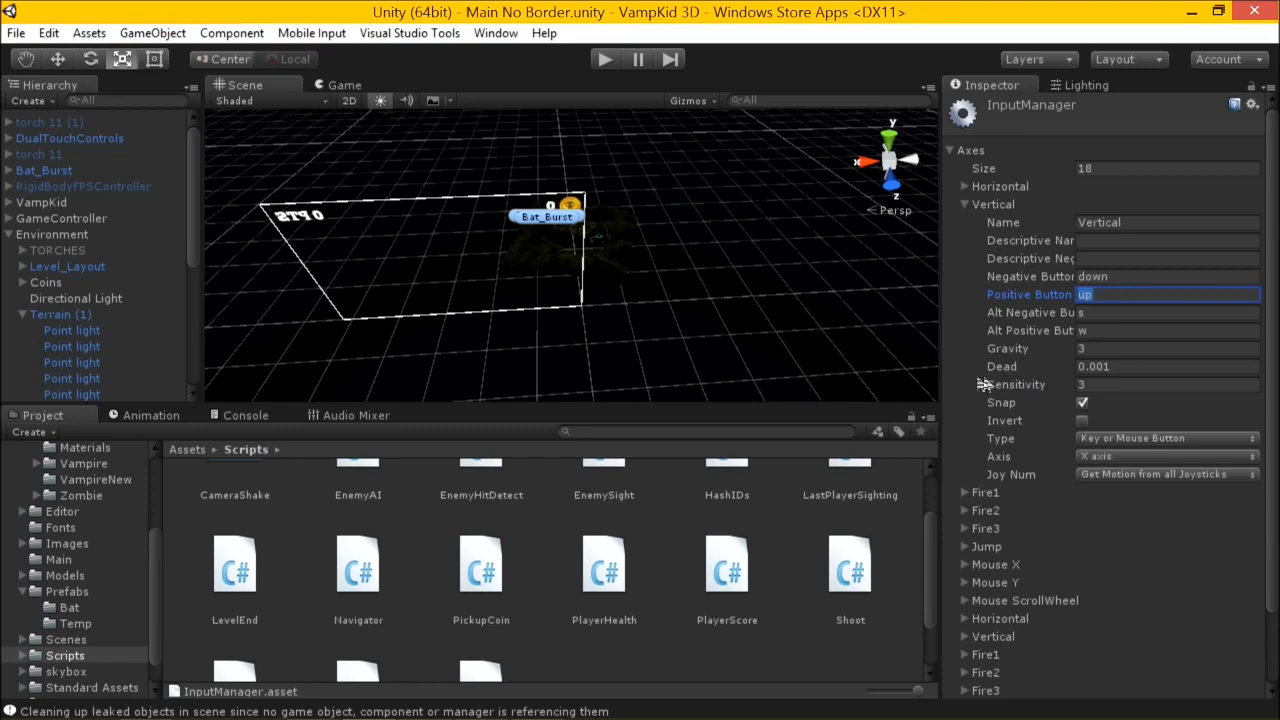 Unity (64bit) - Main No Border.unity - VampKid 3D - Windows Store Apps <DX11>
File Edit Assets GameObject Component Mobile Input Visual Studio Tools Window Help
Center Local Layers Layout Account
Hierarchy Scene Game Inspector Lighting
Create All Shaded 2D Gizmos All InputManager
torch 11 (1)
DualTouchControls
torch 11
Bat_Burst
RigidBodyFPSController
VampKid
GameController
Environment
TORCHES
Level_Layout
Coins
Directional Light
Terrain (1)
Point light
Point light
Point light
Point light
Point light
0 PTS
0
Bat_Burst
y
x
z
Persp
Axes
Size 18
Horizontal
Vertical
Name Vertical
Descriptive Nar
Descriptive Neg
Negative Button down
Positive Button up
Alt Negative Bu s
Alt Positive But w
Gravity 3
Dead 0.001
Sensitivity 3
Snap
Invert
Type Key or Mouse Button
Axis X axis
Joy Num Get Motion from all Joysticks
Fire1
Fire2
Fire3
Jump
Mouse X
Mouse Y
Mouse ScrollWheel
Horizontal
Vertical
Fire1
Fire2
Fire3
Project Animation Console Audio Mixer
Create
Materials
Vampire
VampireNew
Zombie
Editor
Fonts
Images
Main
Models
Prefabs
Bat
Temp
Scenes
Scripts
skybox
Standard Assets
Assets Scripts
CameraShake EnemyAI EnemyHitDetect EnemySight HashIDs LastPlayerSighting
C# C# C# C# C# C#
LevelEnd Navigator PickupCoin PlayerHealth PlayerScore Shoot
InputManager.asset
Cleaning up leaked objects in scene since no game object, component or manager is referencing them